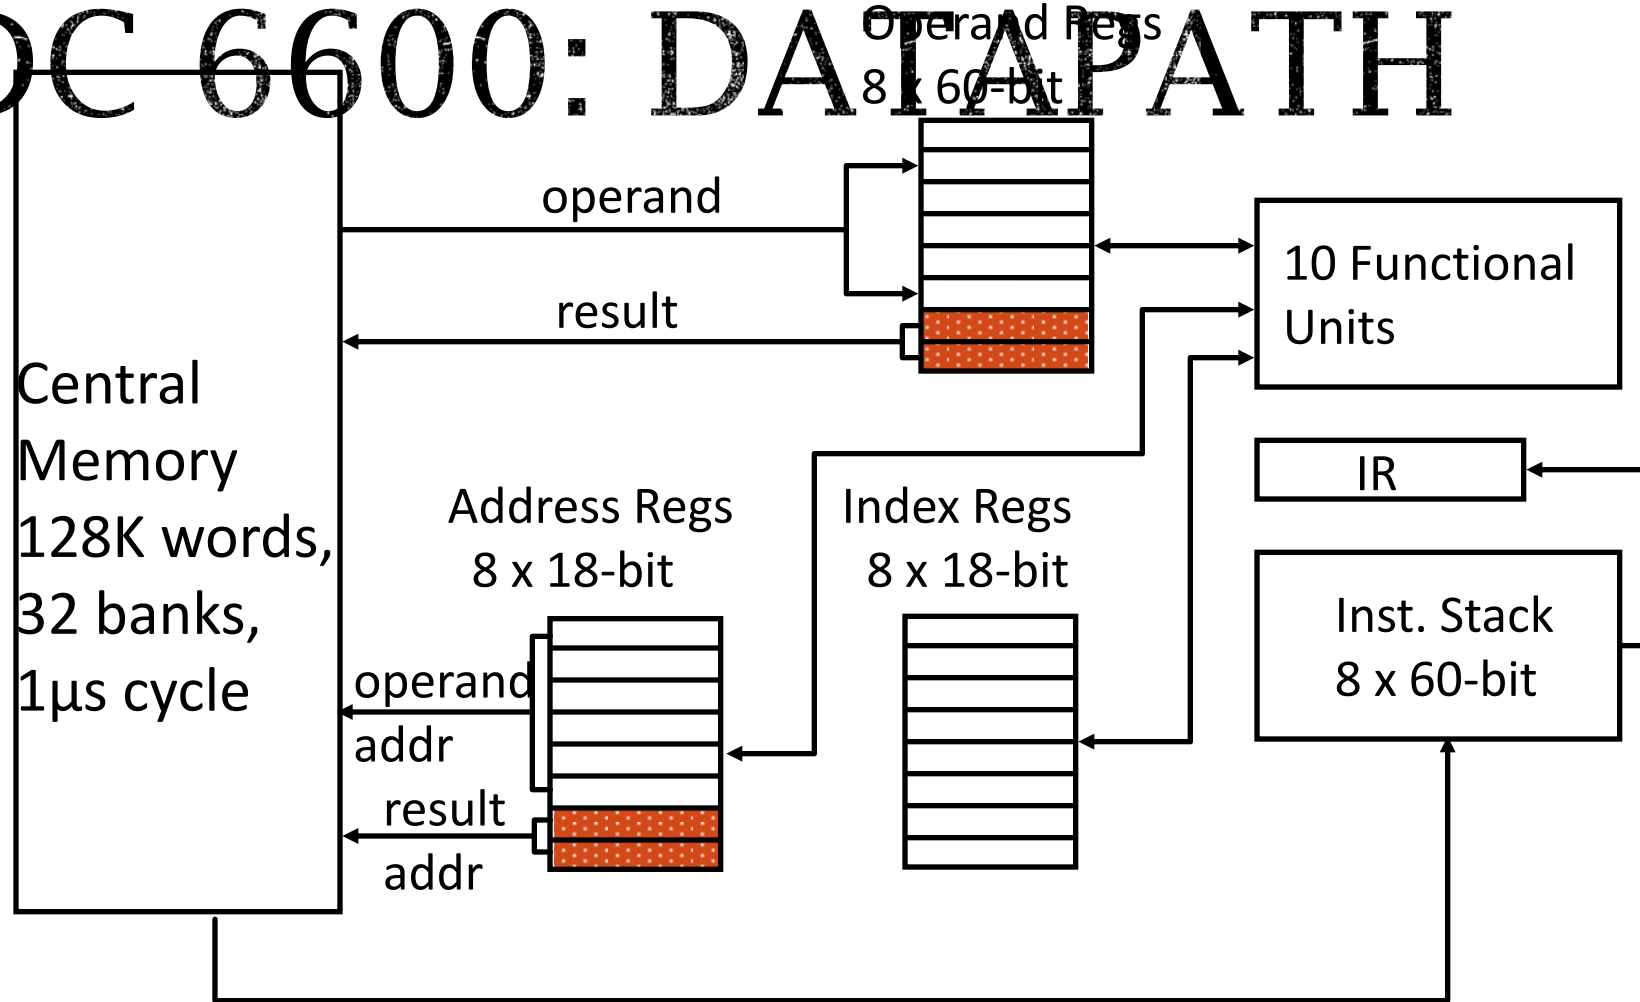 DC 6600: DATAPATH
Operand Regs
8 x 60-bit
operand
result
10 Functional
Units
Central
Memory
128K words,
32 banks,
1µs cycle
IR
Address Regs
8 x 18-bit
Index Regs
8 x 18-bit
Inst. Stack
8 x 60-bit
operand
addr
result
addr